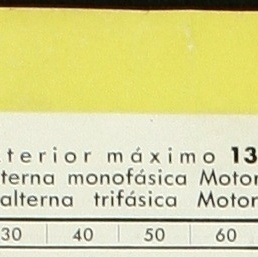 terior máximo 13
terna monofásica Motor
alterna trifásica Motor
30 40 50 60